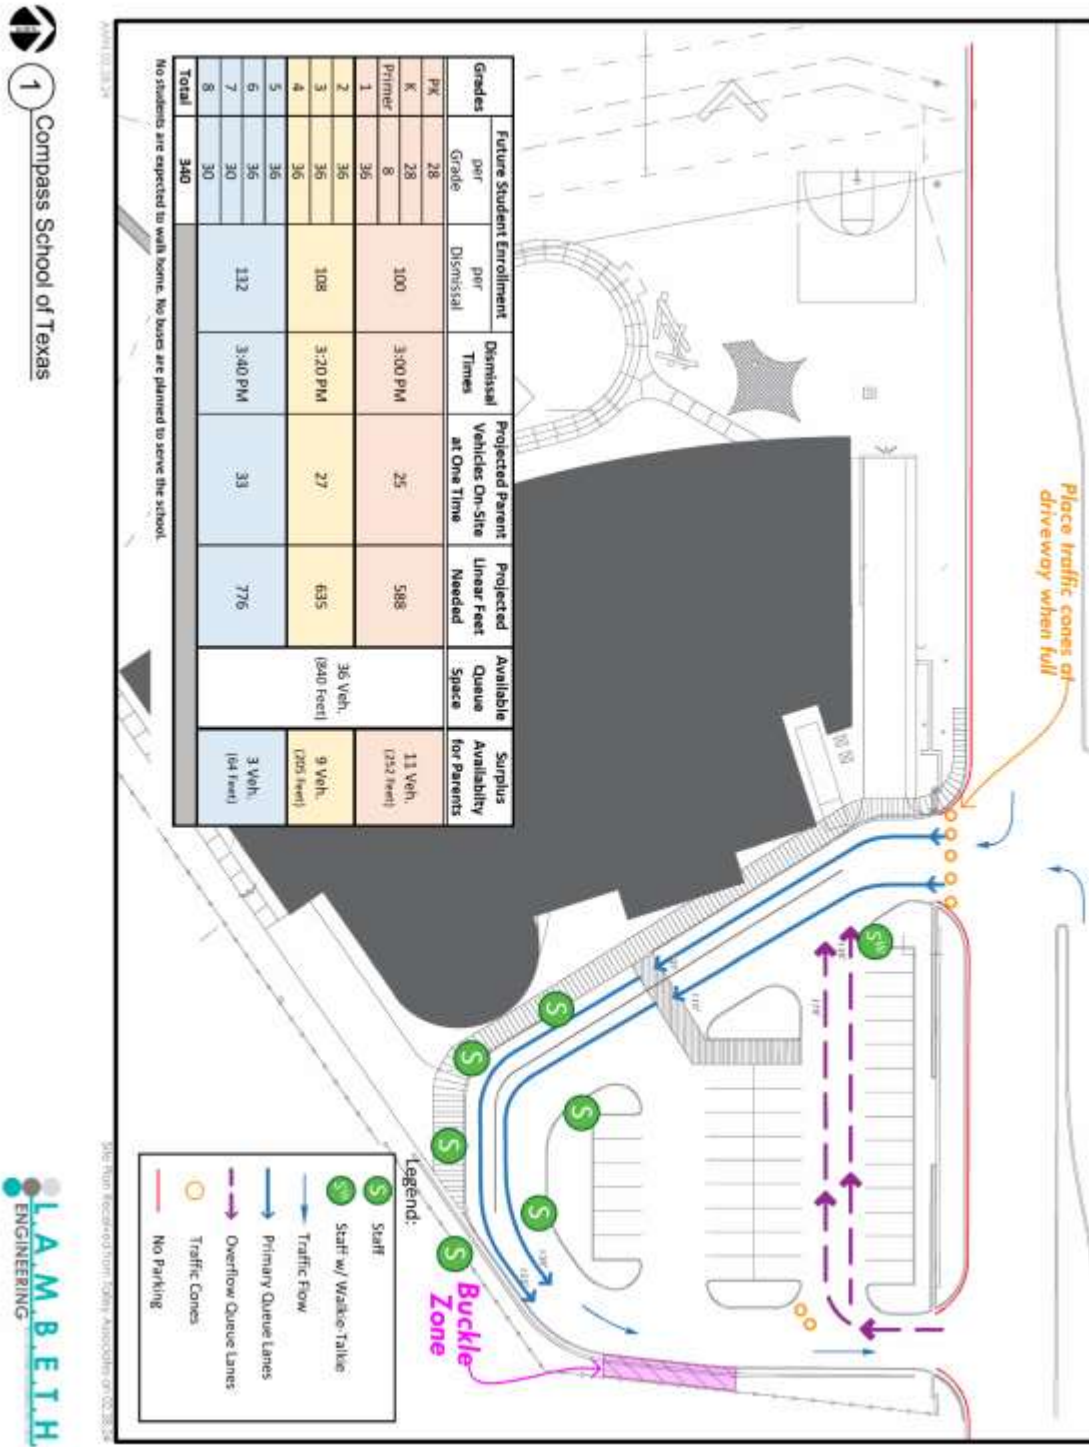 Compass School of Texas
1
LAMBETH
ENGINEERING
Place traffic cones at
driveway when full
Grades
Future Student Enrollment
per
Grade
per
Dismissal
Dismissal
Times
Projected Parent
Vehicles On-Site
at One Time
Projected
Linear Feet
Needed
Available
Queue
Space
Surplus
Availabilty
for Parents
PK 28
K 28
Primer 8
1 36
100 3:00 PM 25 588
11 Veh.
(252 Feet)
2 36
3 36
4 36
108 3:20 PM 27 635
36 Veh.
(840 Feet)
9 Veh.
(205 Feet)
5 36
6 36
7 30
8 30
132 3:40 PM 33 776
3 Veh.
(64 Feet)
Total 340
No students are expected to walk home. No buses are planned to serve the school.
S
S
S
S
S
S
Buckle
Zone
Legend:
S Staff
Staff w/ Walkie-Talkie
Traffic Flow
Primary Queue Lanes
Overflow Queue Lanes
Traffic Cones
No Parking